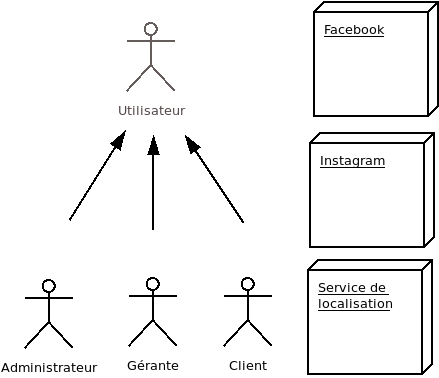 Facebook
Utilisateur
Instagram
Service de
localisation
Administrateur
Gérante
Client